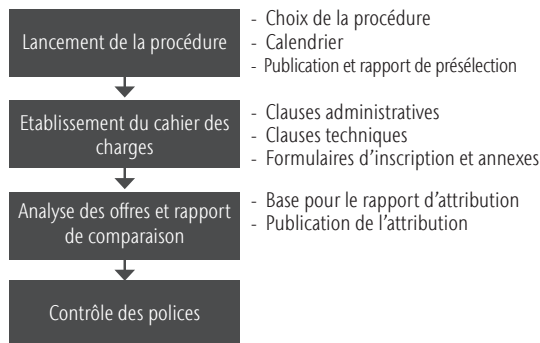 Lancement de la procédure
- Choix de la procédure
- Calendrier
- Publication et rapport de présélection
Etablissement du cahier des
charges
- Clauses administratives
- Clauses techniques
- Formulaires d'inscription et annexes
Analyse des offres et rapport
de comparaison
- Base pour le rapport d'attribution
- Publication de l'attribution
Contrôle des polices